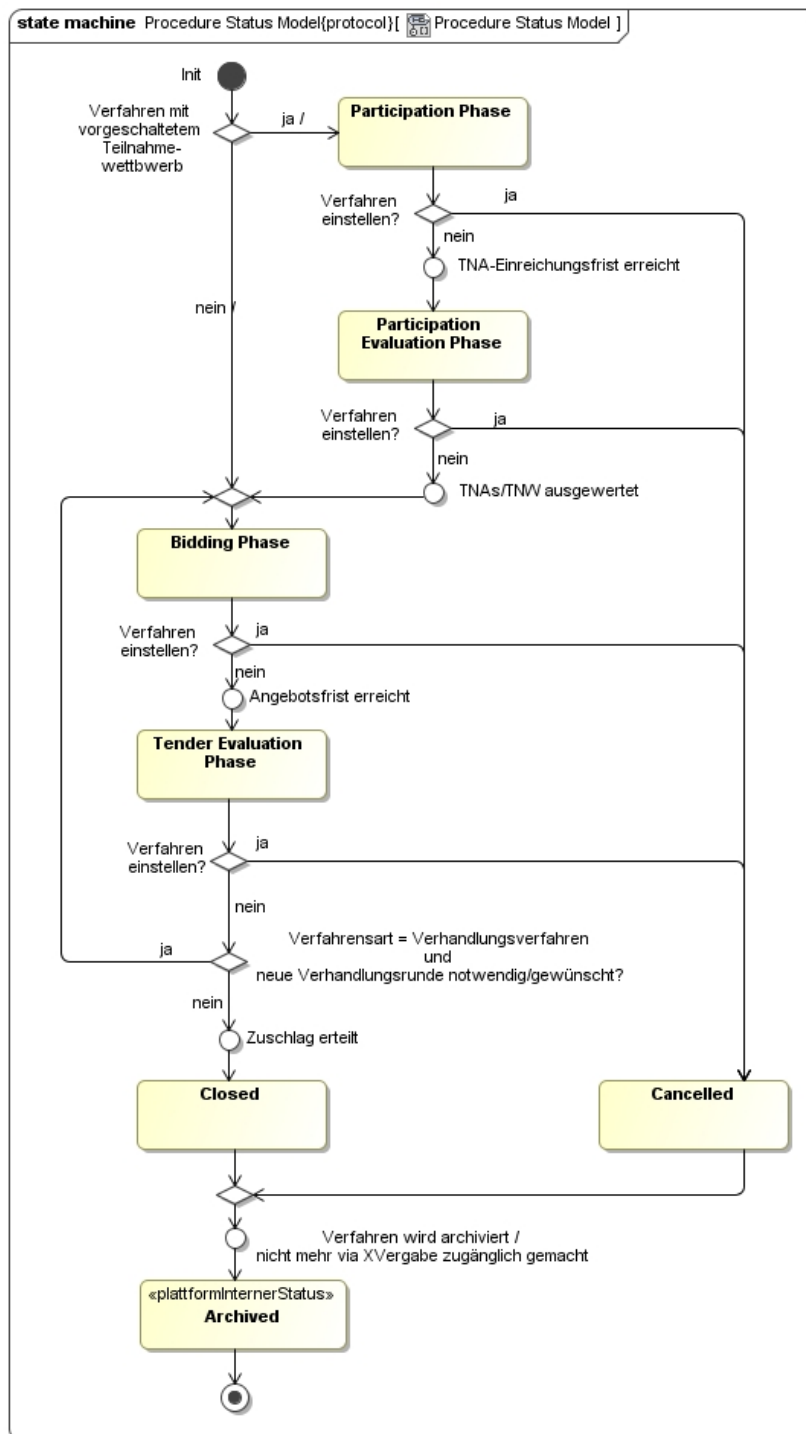 state machine Procedure Status Model{protocol}[ Procedure Status Model ]
Init
Verfahren mit
vorgeschaltetem
Teilnahme-
wettbwerb
ja /
Participation Phase
Verfahren
einstellen?
ja
nein
TNA-Einreichungsfrist erreicht
nein /
Participation
Evaluation Phase
Verfahren
einstellen?
ja
nein
TNAs/TNW ausgewertet
Bidding Phase
Verfahren
einstellen?
ja
nein
Angebotsfrist erreicht
Tender Evaluation
Phase
Verfahren
einstellen?
ja
nein
ja
Verfahrensart = Verhandlungsverfahren
und
neue Verhandlungsrunde notwendig/gewünscht?
nein
Zuschlag erteilt
Closed
Cancelled
Verfahren wird archiviert /
nicht mehr via XVergabe zugänglich gemacht
«plattformInternerStatus»
Archived